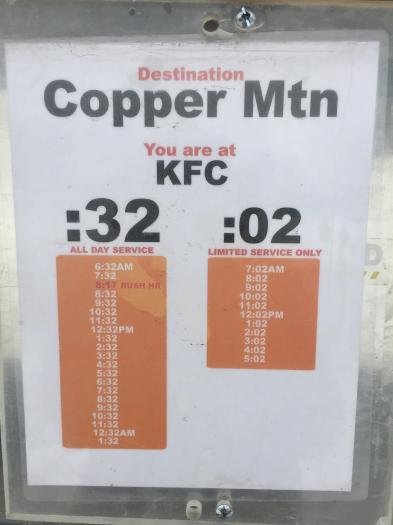 Destination
Copper Mtn
You are at
KFC
:32
ALL DAY SERVICE
6:32AM
7:32
8:17 RUSH HR
8:32
9:32
10:32
11:32
12:32PM
1:32
2:32
3:32
4:32
5:32
6:32
7:32
8:32
9:32
10:32
11:32
12:32AM
1:32
:02
LIMITED SERVICE ONLY
7:02AM
8:02
9:02
10:02
11:02
12:02PM
1:02
2:02
3:02
4:02
5:02